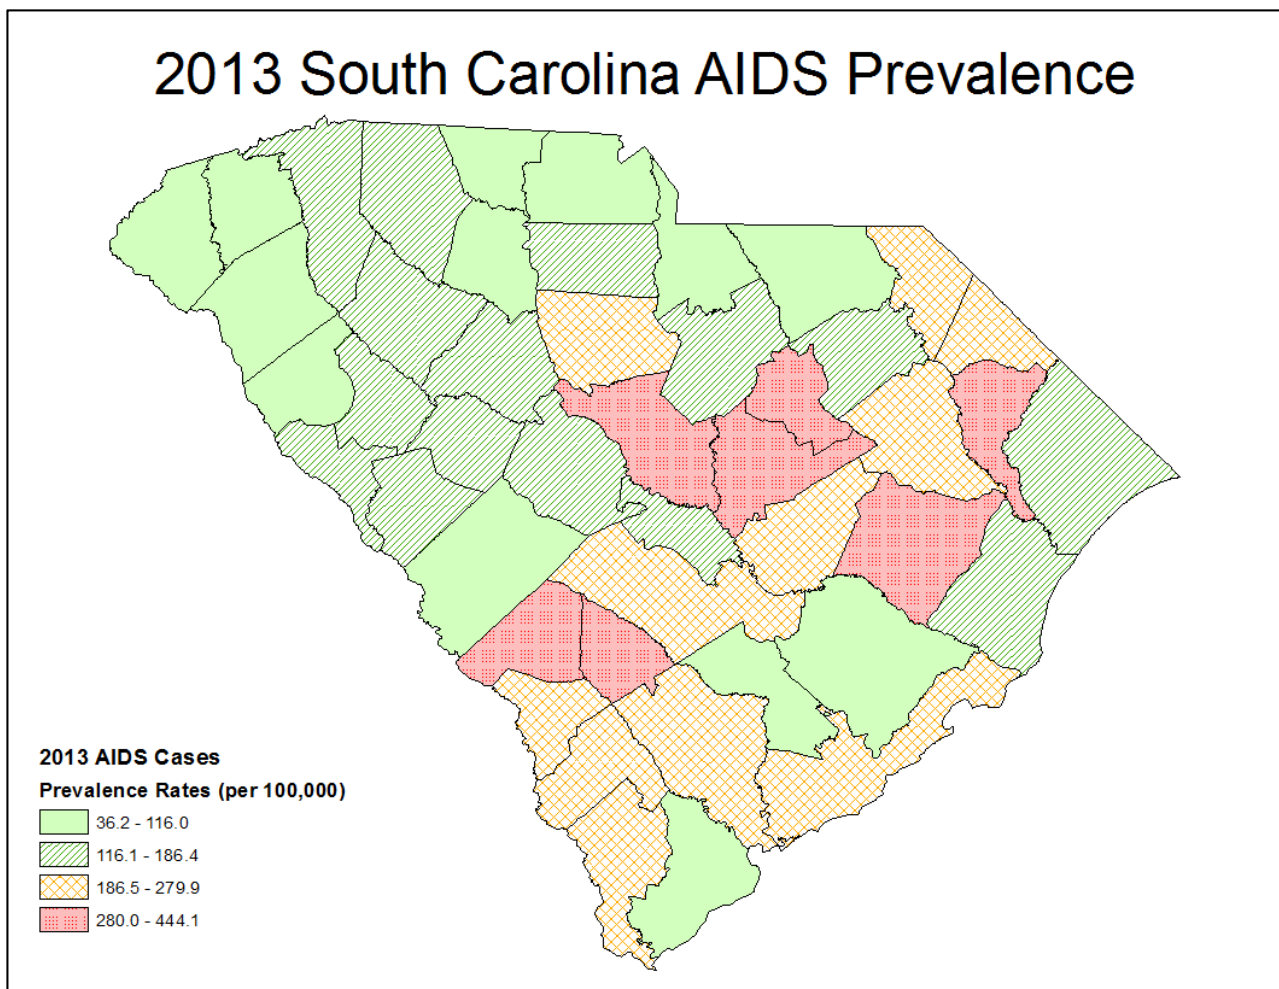 2013 South Carolina AIDS Prevalence
2013 AIDS Cases
Prevalence Rates (per 100,000)
36.2 - 116.0
116.1 - 186.4
186.5 - 279.9
280.0 - 444.1